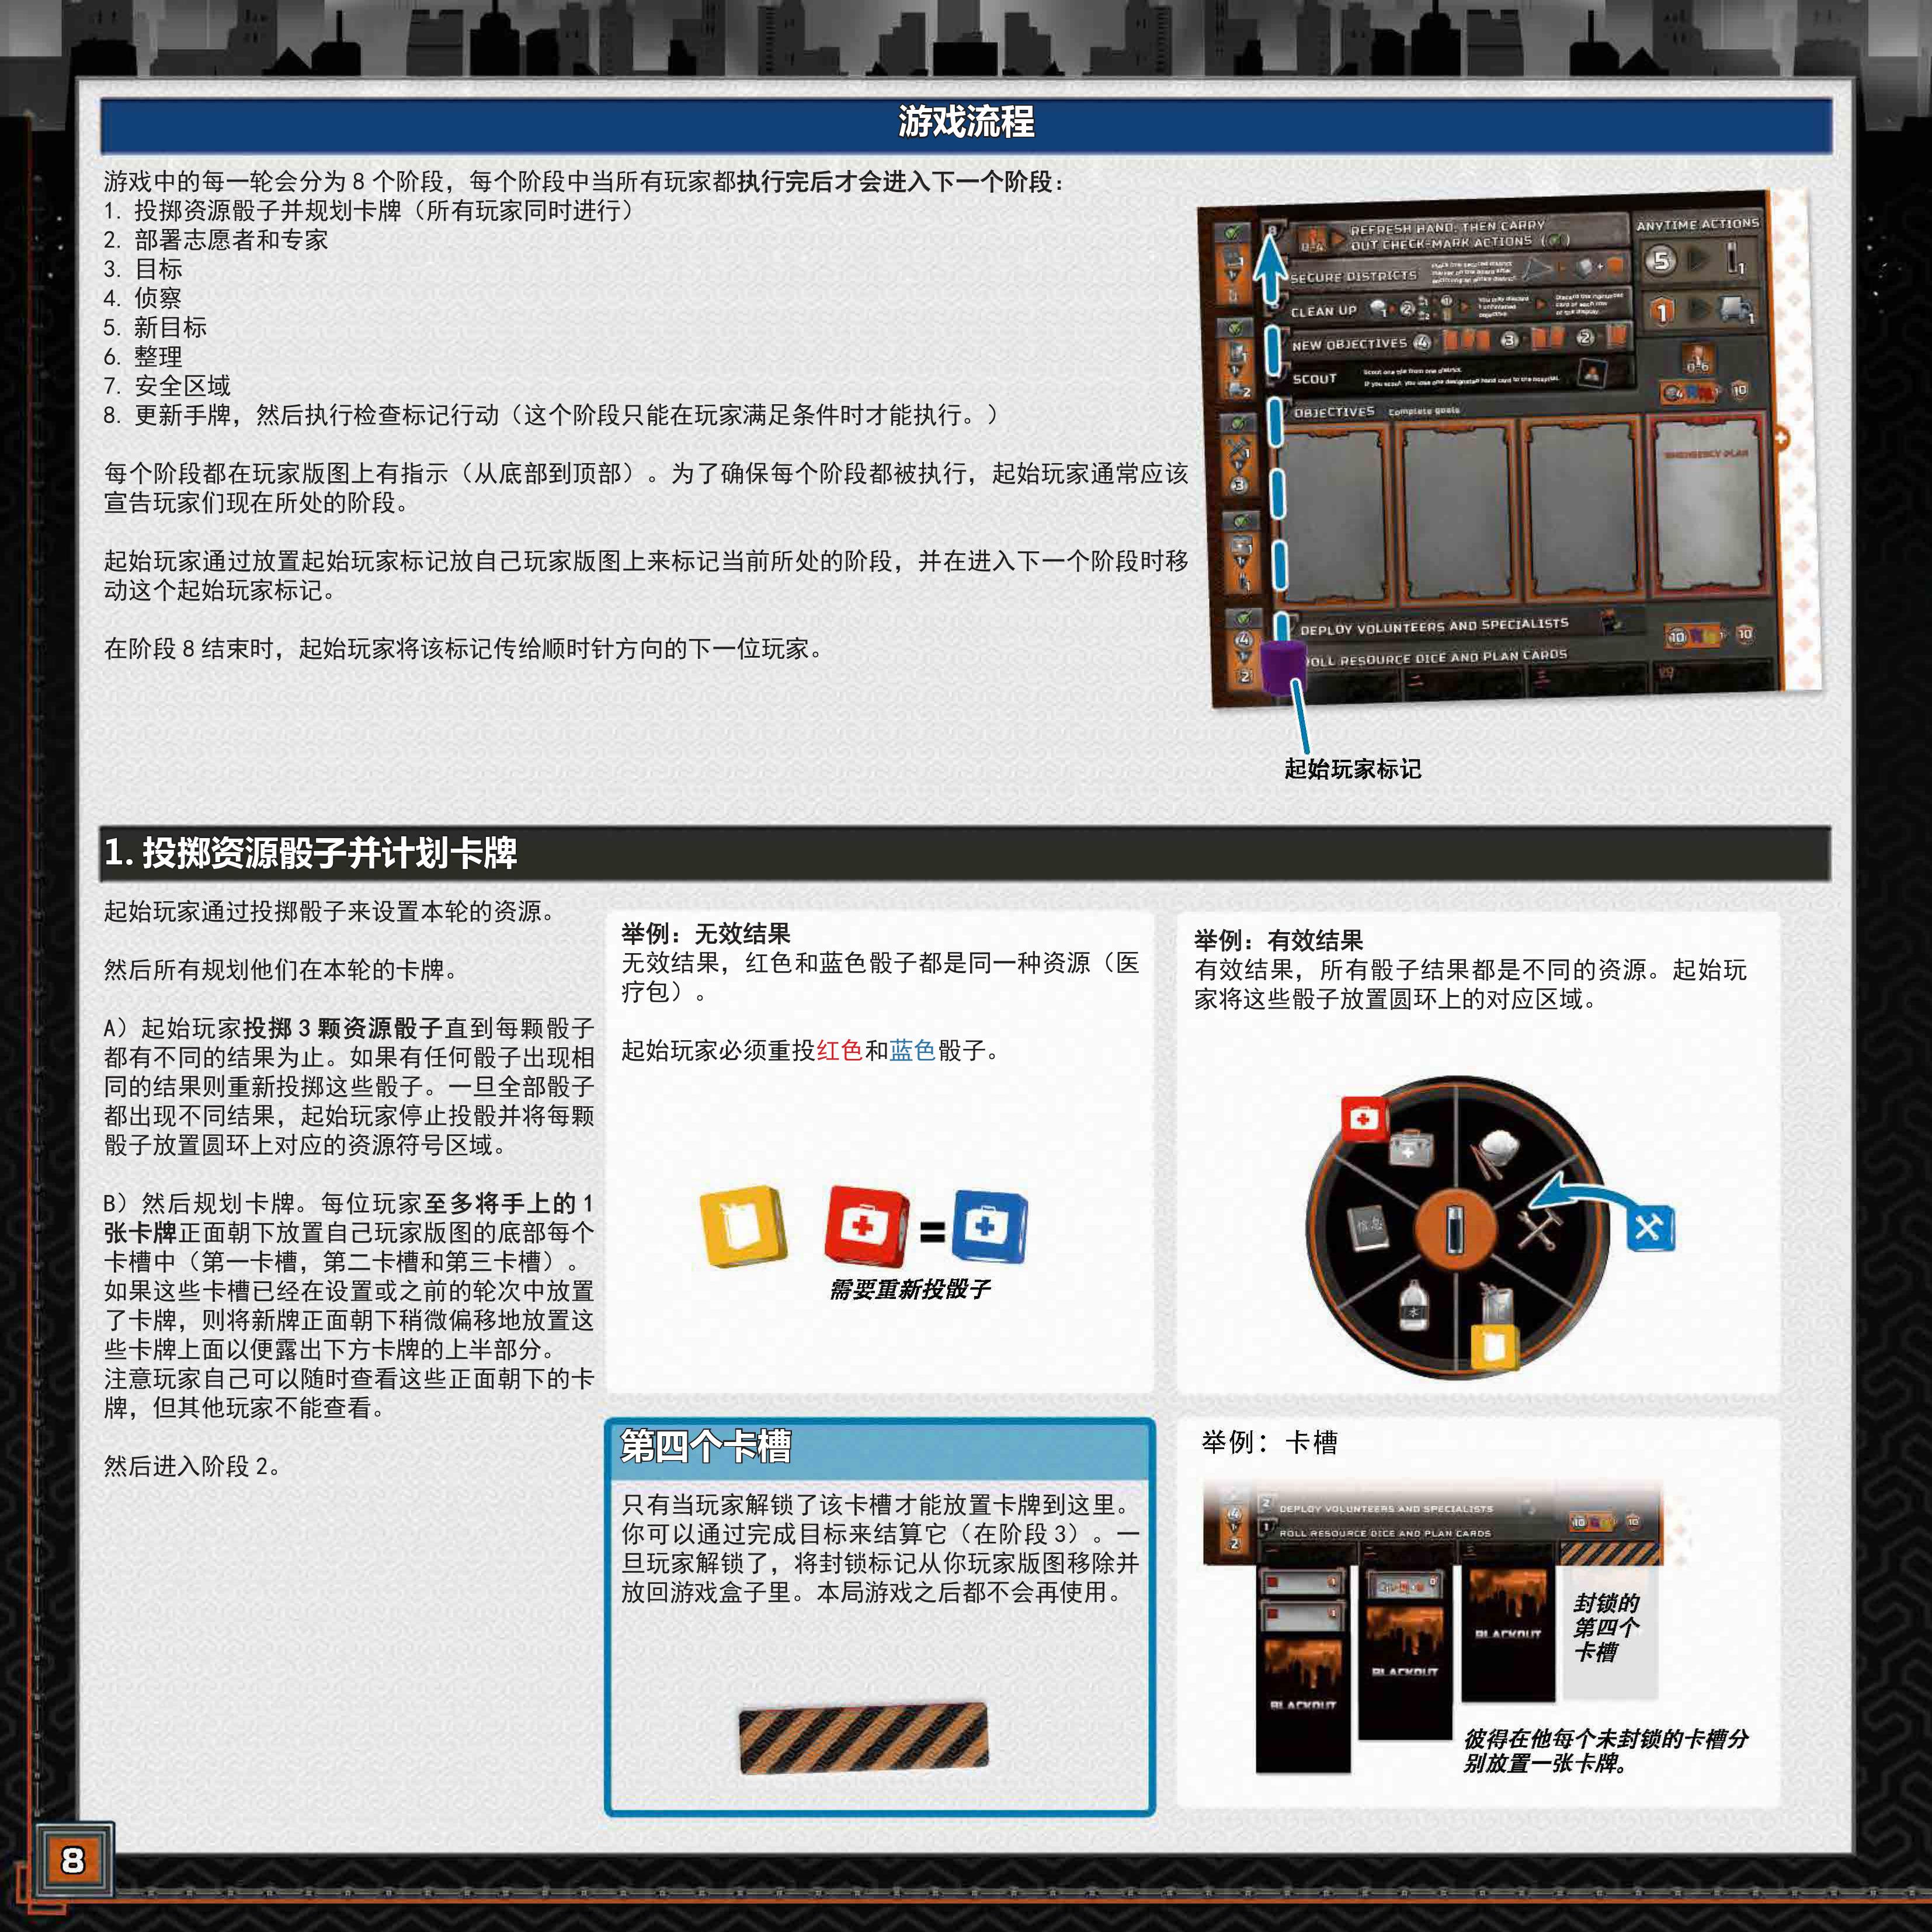 游戏流程
游戏中的每一轮会分为 8 个阶段，每个阶段中当所有玩家都执行完后才会进入下一个阶段：
1. 投掷资源骰子并规划卡牌（所有玩家同时进行）
2. 部署志愿者和专家
3. 目标
4. 侦察
5. 新目标
6. 整理
7. 安全区域
8. 更新手牌，然后执行检查标记行动（这个阶段只能在玩家满足条件时才能执行。）
每个阶段都在玩家版图上有指示（从底部到顶部）。为了确保每个阶段都被执行，起始玩家通常应该
宣告玩家们现在所处的阶段。
起始玩家通过放置起始玩家标记放自己玩家版图上来标记当前所处的阶段，并在进入下一个阶段时移
动这个起始玩家标记。
在阶段 8 结束时，起始玩家将该标记传给顺时针方向的下一位玩家。
REFRESH HAND, THEN CARRY
OUT CHECK-MARK ACTIONS
ANYTIME ACTIONS
SECURE DISTRICTS
CLEAN UP
NEW OBJECTIVES
SCOUT
Scout one tile from one district.
If you scout, you lose one designated hand card to the hospital.
OBJECTIVES Complete goals
EMERGENCY PLAN
DEPLOY VOLUNTEERS AND SPECIALISTS
ROLL RESOURCE DICE AND PLAN CARDS
起始玩家标记
1. 投掷资源骰子并计划卡牌
起始玩家通过投掷骰子来设置本轮的资源。
然后所有规划他们在本轮的卡牌。
A）起始玩家投掷 3 颗资源骰子直到每颗骰子
都有不同的结果为止。如果有任何骰子出现相
同的结果则重新投掷这些骰子。一旦全部骰子
都出现不同结果，起始玩家停止投骰并将每颗
骰子放置圆环上对应的资源符号区域。
B）然后规划卡牌。每位玩家至多将手上的 1
张卡牌正面朝下放置自己玩家版图的底部每个
卡槽中（第一卡槽，第二卡槽和第三卡槽）。
如果这些卡槽已经在设置或之前的轮次中放置
了卡牌，则将新牌正面朝下稍微偏移地放置这
些卡牌上面以便露出下方卡牌的上半部分。
注意玩家自己可以随时查看这些正面朝下的卡
牌，但其他玩家不能查看。
然后进入阶段 2。
举例：无效结果
无效结果，红色和蓝色骰子都是同一种资源（医
疗包）。
起始玩家必须重投红色和蓝色骰子。
=
需要重新投骰子
举例：有效结果
有效结果，所有骰子结果都是不同的资源。起始玩
家将这些骰子放置圆环上的对应区域。
信息
水
第四个卡槽
只有当玩家解锁了该卡槽才能放置卡牌到这里。
你可以通过完成目标来结算它（在阶段 3）。一
旦玩家解锁了，将封锁标记从你玩家版图移除并
放回游戏盒子里。本局游戏之后都不会再使用。
举例：卡槽
2 DEPLOY VOLUNTEERS AND SPECIALISTS
1 ROLL RESOURCE DICE AND PLAN CARDS
BLACKOUT
BLACKOUT
BLACKOUT
封锁的
第四个
卡槽
彼得在他每个未封锁的卡槽分
别放置一张卡牌。
8